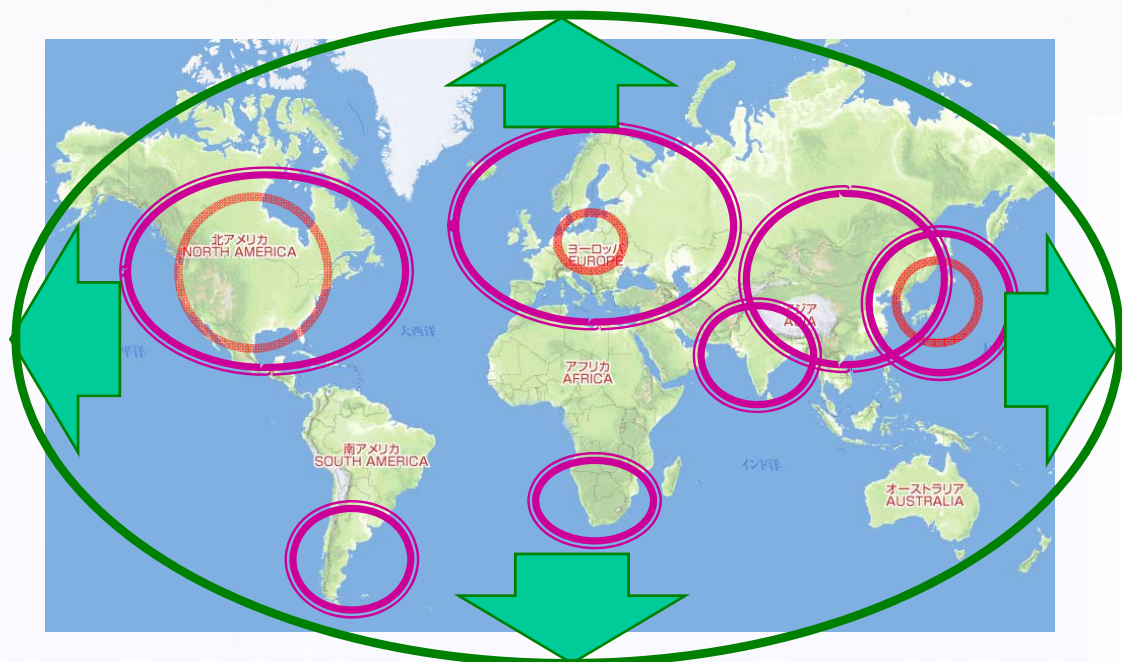 北アメリカ
NORTH AMERICA
ヨーロッパ
EUROPE
アジア
ASIA
大西洋
アフリカ
AFRICA
南アメリカ
SOUTH AMERICA
インド洋
オーストラリア
AUSTRALIA